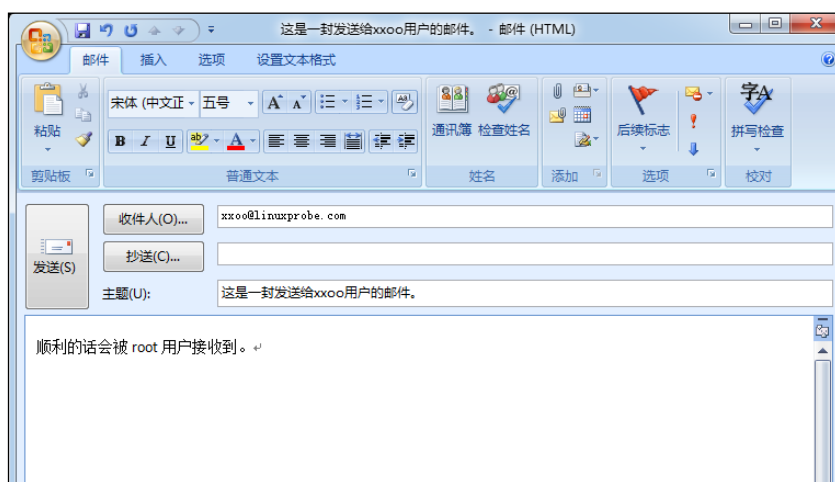 这是一封发送给xxoo用户的邮件。 - 邮件 (HTML)
邮件 插入 选项 设置文本格式
宋体 (中文正 五号
粘贴 通讯簿 检查姓名 后续标志 拼写检查
B I U ab A 字A
剪贴板 普通文本 姓名 添加 选项 校对
收件人(O)... xxoo@linuxprobe.com
发送(S) 抄送(C)...
主题(U): 这是一封发送给xxoo用户的邮件。
顺利的话会被 root 用户接收到。